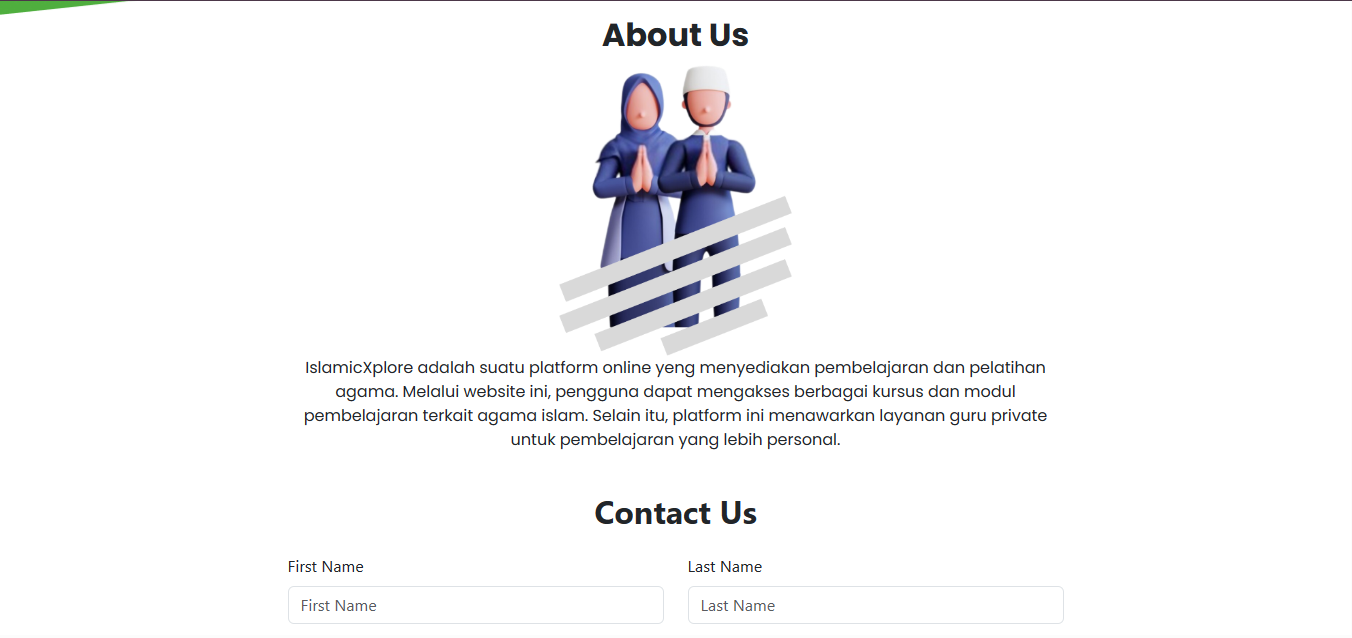 About Us
IslamicXplore adalah suatu platform online yeng menyediakan pembelajaran dan pelatihan
agama. Melalui website ini, pengguna dapat mengakses berbagai kursus dan modul
pembelajaran terkait agama islam. Selain itu, platform ini menawarkan layanan guru private
untuk pembelajaran yang lebih personal.
Contact Us
First Name
Last Name
First Name
Last Name